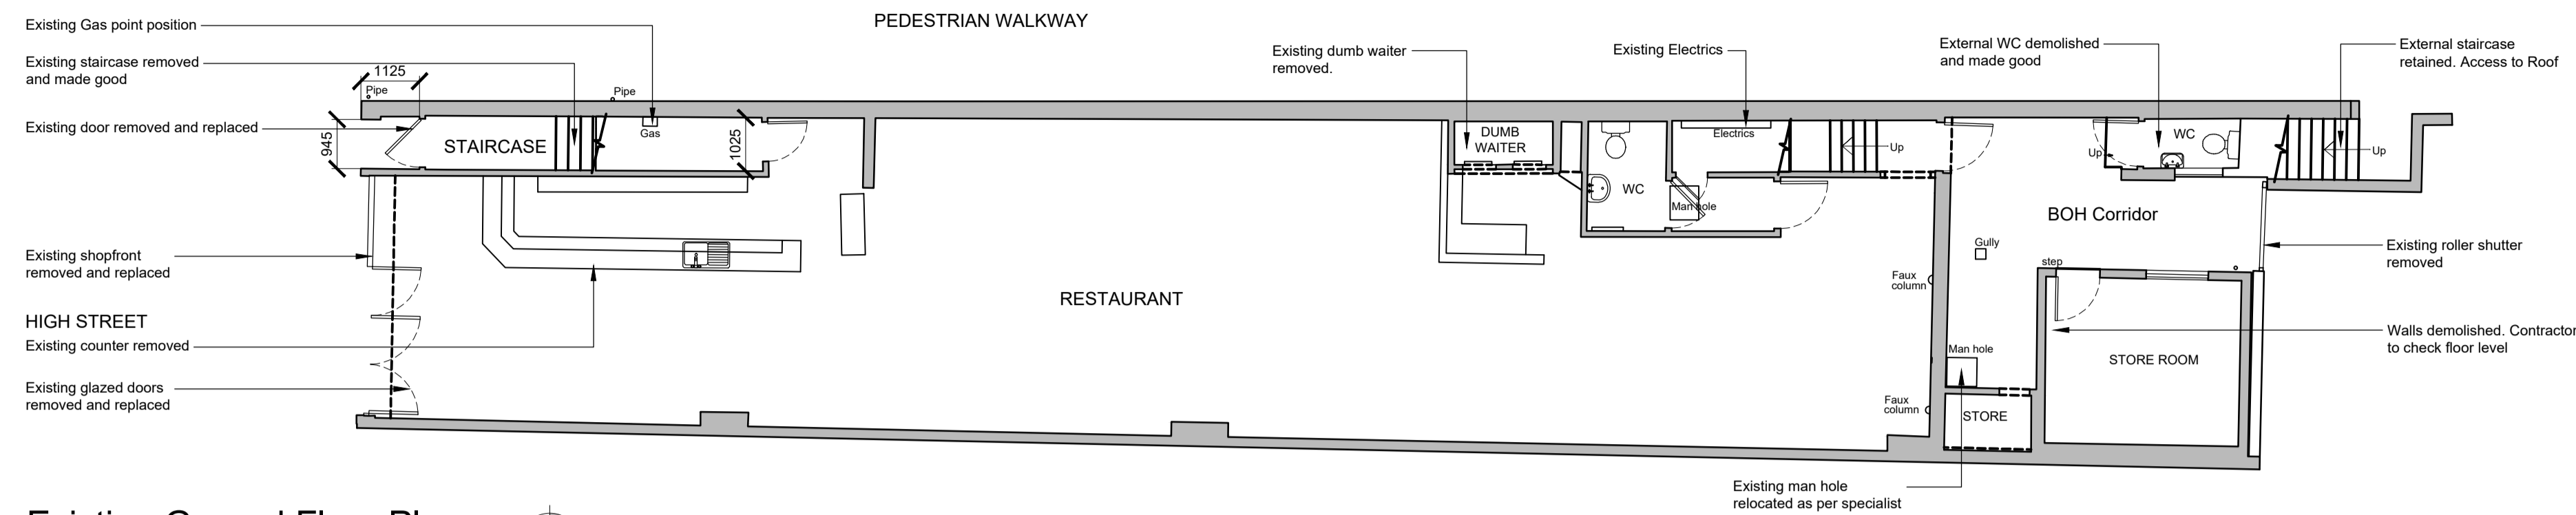 PEDESTRIAN WALKWAY
Existing Gas point position
Existing staircase removed
and made good
Existing door removed and replaced
1125
Pipe
945
STAIRCASE
Pipe
Gas
1025
Existing dumb waiter
removed.
Existing Electrics
External WC demolished
and made good
External staircase
retained. Access to Roof
DUMB
WAITER
WC
Electrics
Man hole
Up
Up
WC
Up
BOH Corridor
Gully
step
Existing shopfront
removed and replaced
HIGH STREET
Existing counter removed
Existing glazed doors
removed and replaced
RESTAURANT
Faux
column
Faux
column
Man hole
STORE
STORE ROOM
Existing roller shutter
removed
Walls demolished. Contractor
to check floor level
Existing man hole
relocated as per specialist